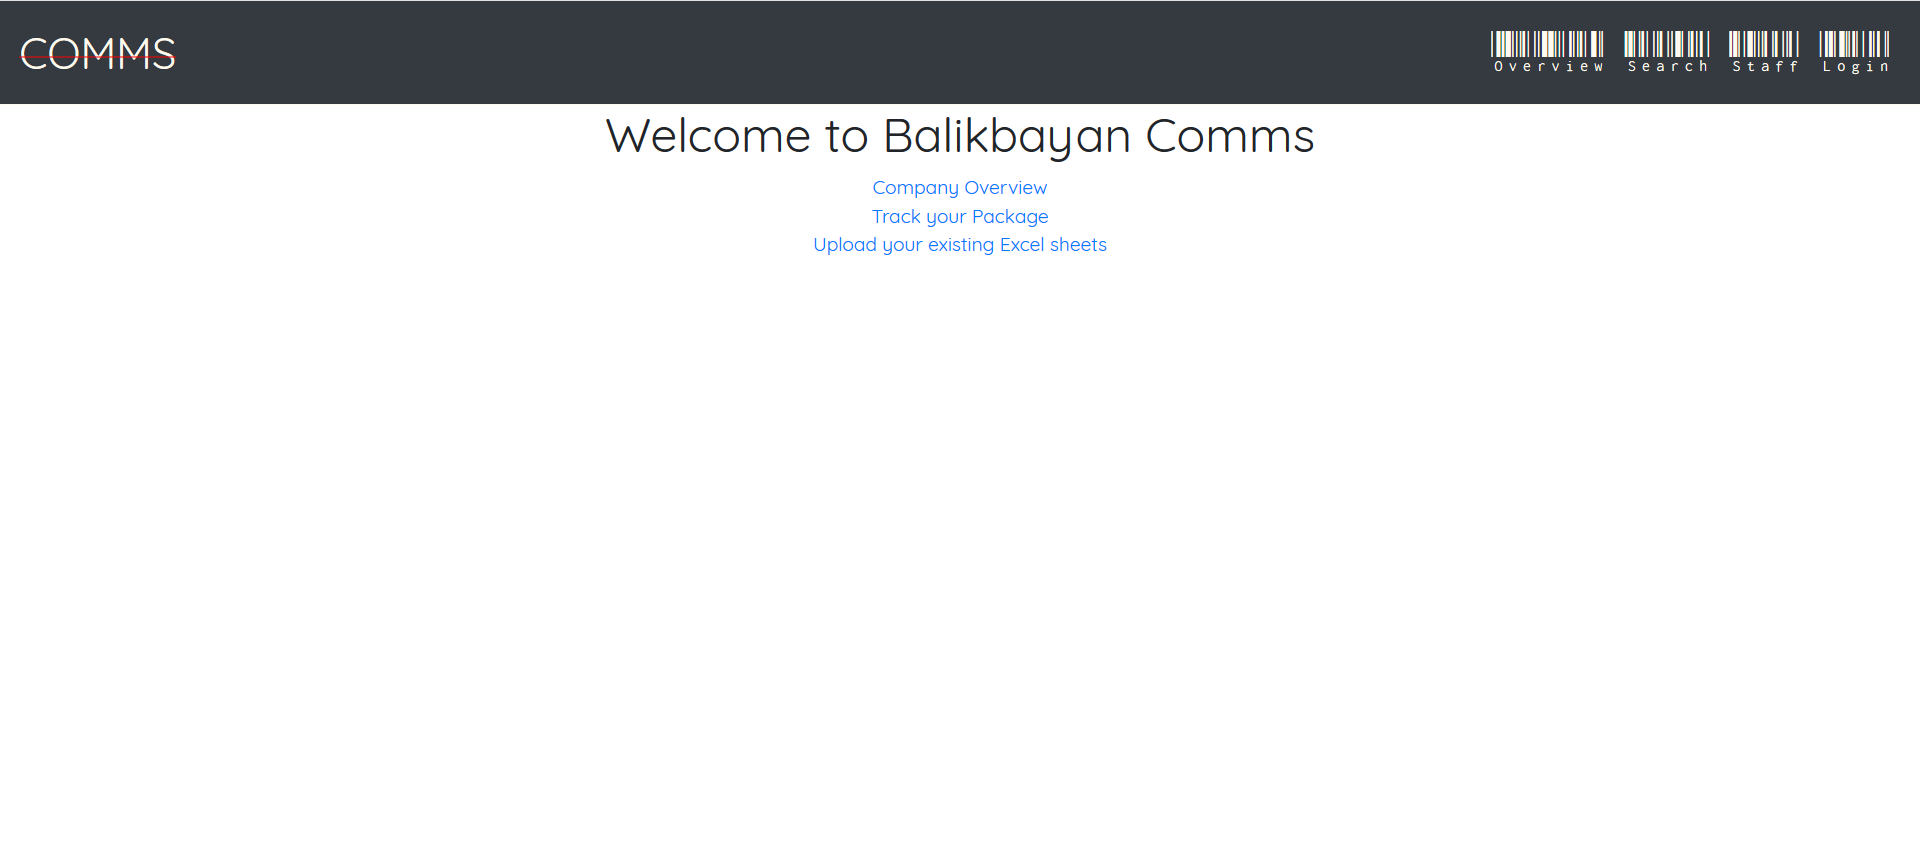 COMMS
Overview Search Staff Login
Welcome to Balikbayan Comms
Company Overview
Track your Package
Upload your existing Excel sheets